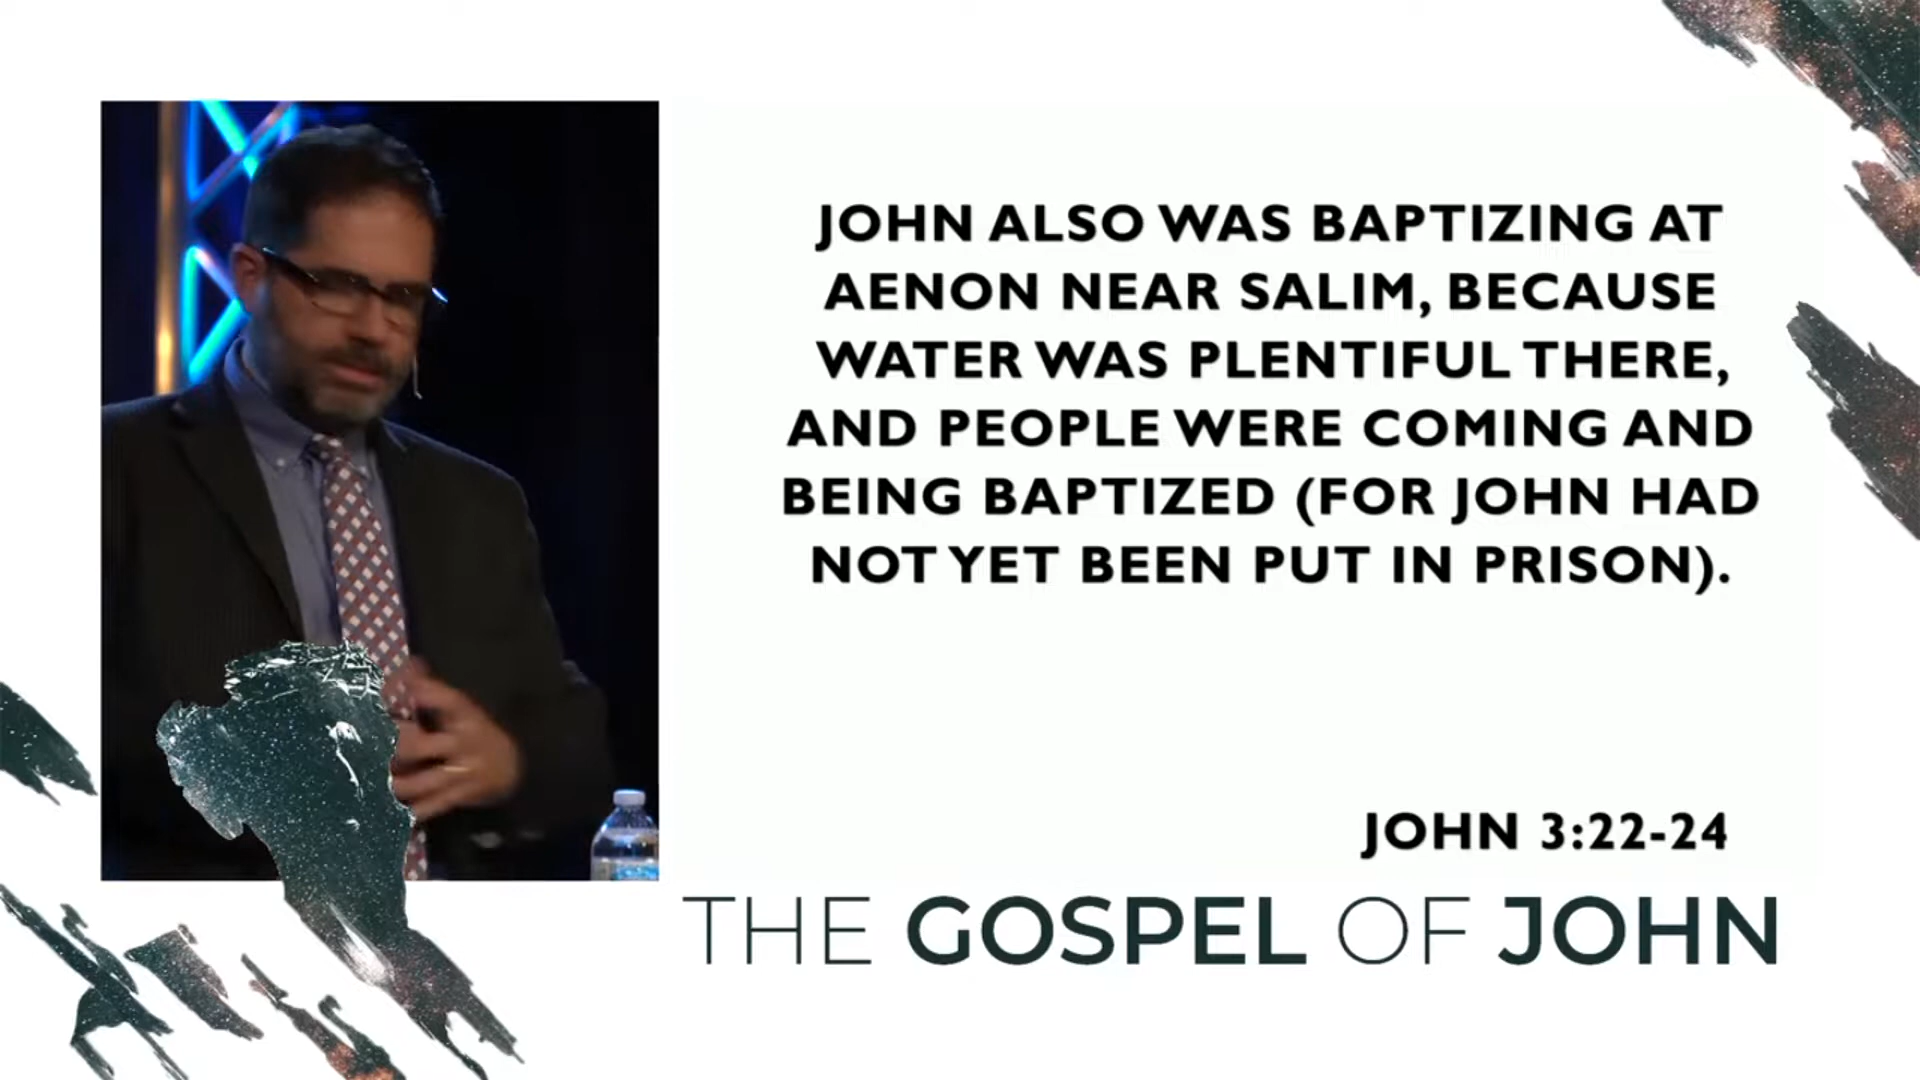 JOHN ALSO WAS BAPTIZING AT
AENON NEAR SALIM, BECAUSE
WATER WAS PLENTIFUL THERE,
AND PEOPLE WERE COMING AND
BEING BAPTIZED (FOR JOHN HAD
NOT YET BEEN PUT IN PRISON).
JOHN 3:22-24
THE GOSPEL OF JOHN